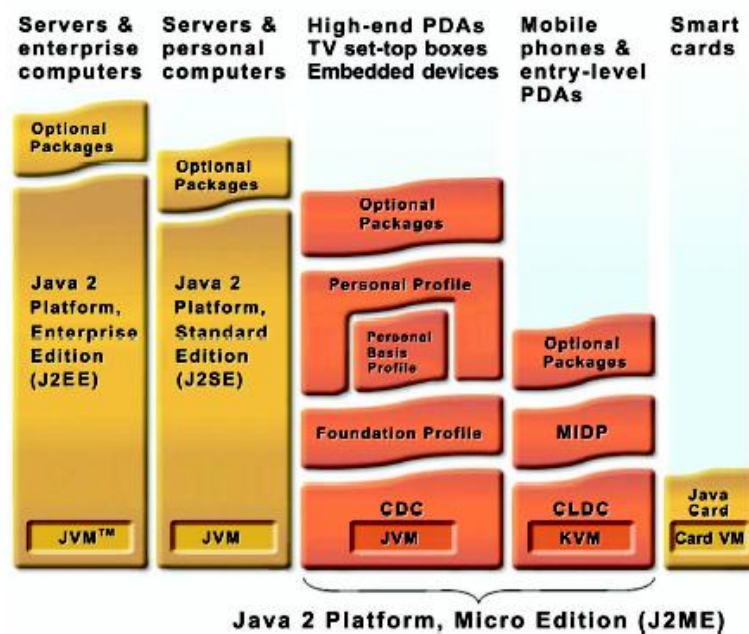 Servers &
enterprise
computers
Servers &
personal
computers
High-end PDAs
TV set-top boxes
Embedded devices
Mobile
phones &
entry-level
PDAs
Smart
cards
Optional
Packages
Java 2
Platform,
Enterprise
Edition
(J2EE)
JVM™
Optional
Packages
Java 2
Platform,
Standard
Edition
(J2SE)
JVM
Optional
Packages
Personal Profile
Personal
Basis
Profile
Foundation Profile
CDC
JVM
Optional
Packages
MIDP
CLDC
KVM
Java
Card
Card VM
Java 2 Platform, Micro Edition (J2ME)